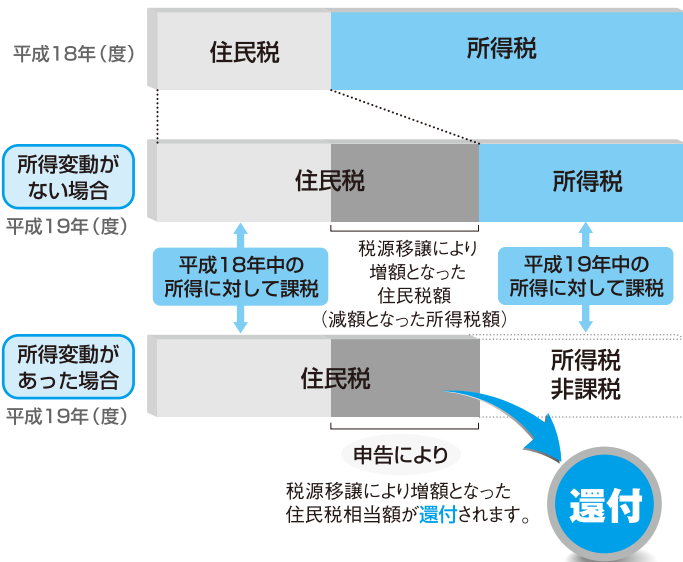 平成18年（度）
住民税
所得税
所得変動が
ない場合
平成19年（度）
住民税
所得税
平成18年中の
所得に対して課税
税源移譲により
増額となった
住民税額
（減額となった所得税額）
平成19年中の
所得に対して課税
所得変動が
あった場合
平成19年（度）
住民税
所得税
非課税
申告により
税源移譲により増額となった
住民税相当額が還付されます。
還付